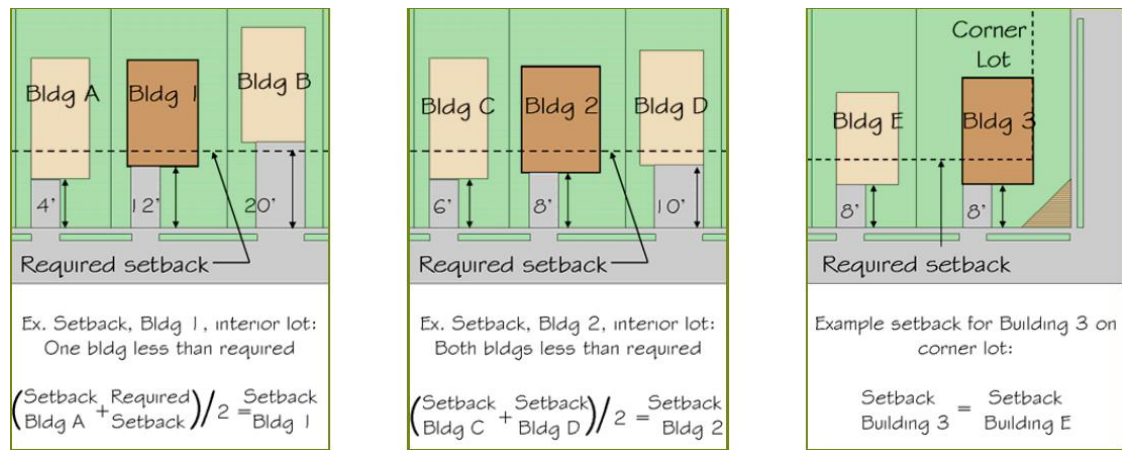 Bldg A
Bldg 1
Bldg B
4'
12'
20'
Required setback
Ex. Setback, Bldg 1, interior lot:
One bldg less than required
(Setback Bldg A + Required Setback)/2 = Setback Bldg 1
Bldg C
Bldg 2
Bldg D
6'
8'
10'
Required setback
Ex. Setback, Bldg 2, interior lot:
Both bldgs less than required
(Setback Bldg C + Setback Bldg D)/2 = Setback Bldg 2
Corner
Lot
Bldg E
Bldg 3
8'
8'
Required setback
Example setback for Building 3 on
corner lot:
Setback Building 3 = Setback Building E